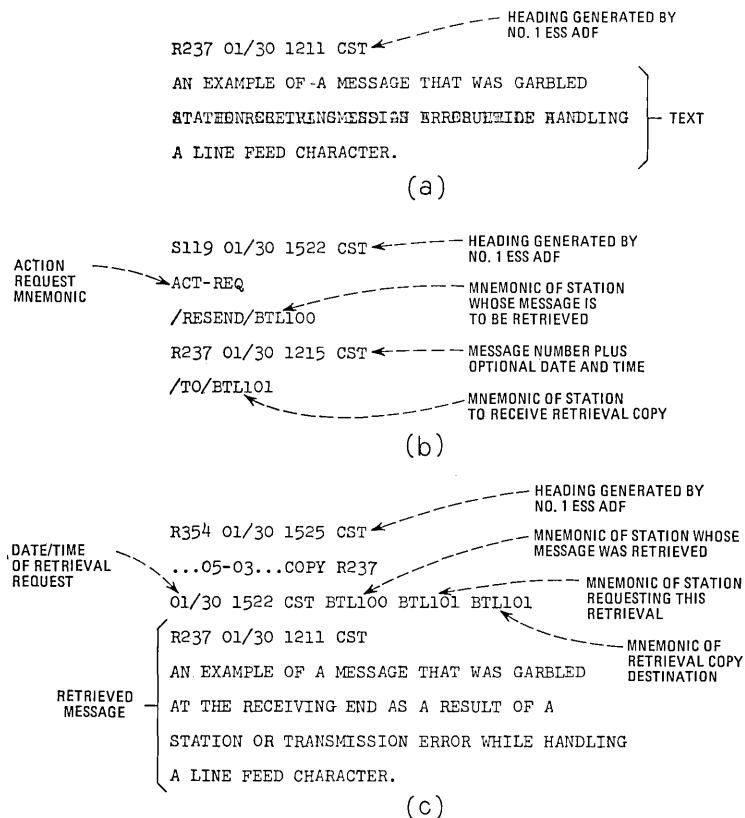 HEADING GENERATED BY
NO. 1 ESS ADF
R237 01/30 1211 CST
AN EXAMPLE OF A MESSAGE THAT WAS GARBLED
HANDLING
TEXT
A LINE FEED CHARACTER.
(a)
S119 01/30 1522 CST
HEADING GENERATED BY
NO. 1 ESS ADF
ACTION
REQUEST
MNEMONIC
ACT-REQ
/RESEND/BTL100
MNEMONIC OF STATION
WHOSE MESSAGE IS
TO BE RETRIEVED
R237 01/30 1215 CST
MESSAGE NUMBER PLUS
OPTIONAL DATE AND TIME
/TO/BTL101
MNEMONIC OF STATION
TO RECEIVE RETRIEVAL COPY
(b)
HEADING GENERATED BY
NO. 1 ESS ADF
R354 01/30 1525 CST
MNEMONIC OF STATION WHOSE
MESSAGE WAS RETRIEVED
DATE/TIME
OF RETRIEVAL
REQUEST
...05-03...COPY R237
MNEMONIC OF STATION
REQUESTING THIS
RETRIEVAL
01/30 1522 CST BTL100 BTL101 BTL101
MNEMONIC OF
RETRIEVAL COPY
DESTINATION
R237 01/30 1211 CST
AN EXAMPLE OF A MESSAGE THAT WAS GARBLED
RETRIEVED
MESSAGE
AT THE RECEIVING END AS A RESULT OF A
STATION OR TRANSMISSION ERROR WHILE HANDLING
A LINE FEED CHARACTER.
(c)